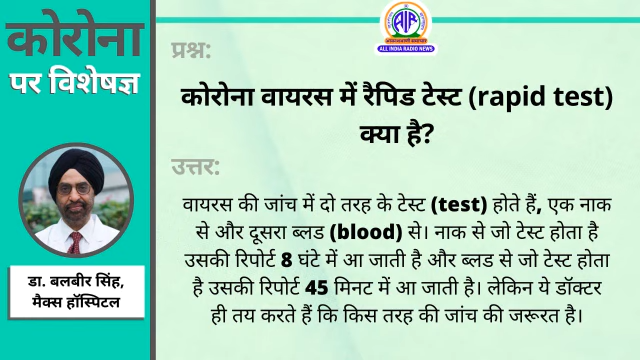 कोरोना
पर विशेषज्ञ
डा. बलबीर सिंह,
मैक्स हॉस्पिटल
AIR
ALL INDIA RADIO NEWS
प्रश्न:
कोरोना वायरस में रैपिड टेस्ट (rapid test)
क्या है?
उत्तर:
वायरस की जांच में दो तरह के टेस्ट (test) होते हैं, एक नाक
से और दूसरा ब्लड (blood) से। नाक से जो टेस्ट होता है
उसकी रिपोर्ट 8 घंटे में आ जाती है और ब्लड से जो टेस्ट होता
है उसकी रिपोर्ट 45 मिनट में आ जाती है। लेकिन ये डॉक्टर
ही तय करते हैं कि किस तरह की जांच की जरूरत है।